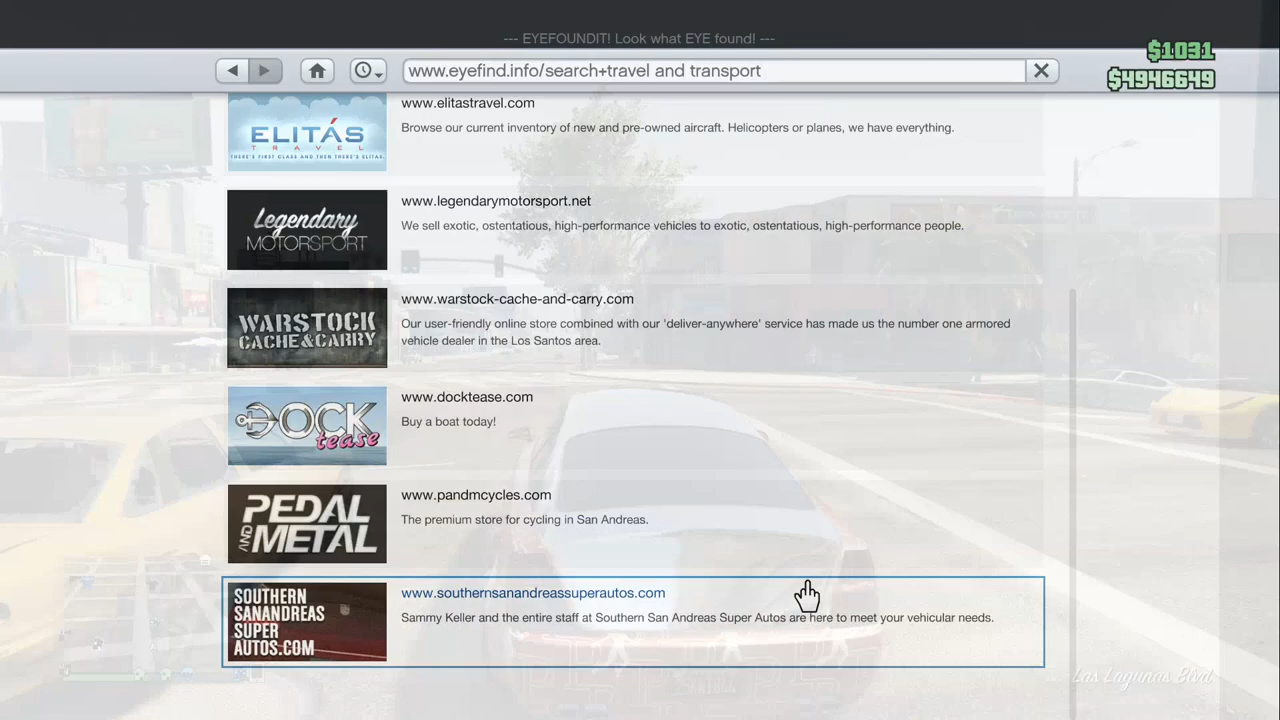 --- EYEFOUNDIT! Look what EYE found! ---
www.eyefind.info/search+travel and transport
$1031
$4946649
ELITÁS
TRAVEL
THERE'S FIRST CLASS AND THEN THERE'S ELITAS.
www.elitastravel.com
Browse our current inventory of new and pre-owned aircraft. Helicopters or planes, we have everything.
Legendary
MOTORSPORT
www.legendarymotorsport.net
We sell exotic, ostentatious, high-performance vehicles to exotic, ostentatious, high-performance people.
WARSTOCK
CACHE&CARRY
www.warstock-cache-and-carry.com
Our user-friendly online store combined with our 'deliver-anywhere' service has made us the number one armored
vehicle dealer in the Los Santos area.
DOCK
tease
www.docktease.com
Buy a boat today!
PEDAL
AND METAL
www.pandmcycles.com
The premium store for cycling in San Andreas.
SOUTHERN
SANANDREAS
SUPER
AUTOS.COM
www.southernsanandreassuperautos.com
Sammy Keller and the entire staff at Southern San Andreas Super Autos are here to meet your vehicular needs.
Las Lagunas Blvd